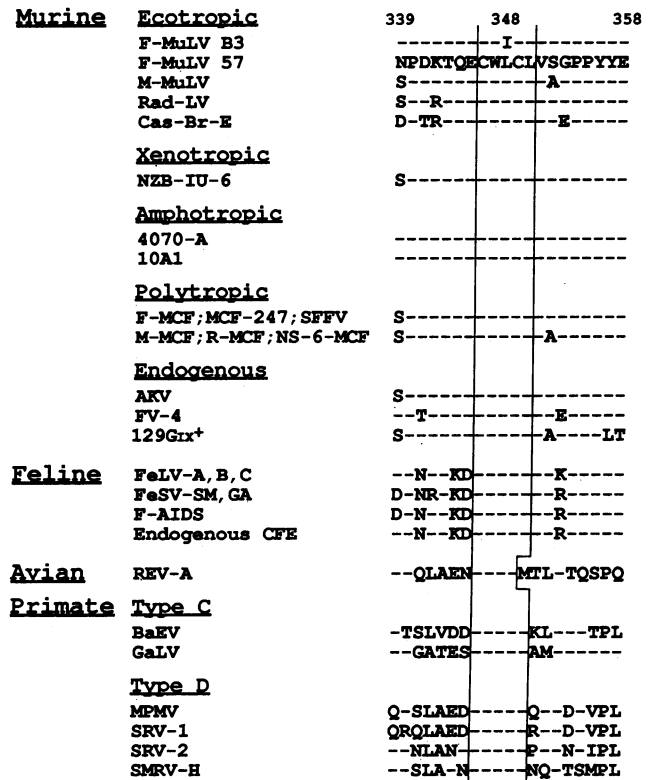 Murine Ecotropic 339 348 358
F-MuLV B3 ----------I---------
F-MuLV 57 NPDKTQECWLCLVSGPPYYE
M-MuLV S------------A------
Rad-LV S--R----------------
Cas-Br-E D-TR----------E-----
Xenotropic
NZB-IU-6 S-------------------
Amphotropic
4070-A --------------------
10A1 --------------------
Polytropic
F-MCF;MCF-247;SFFV S-------------------
M-MCF;R-MCF;NS-6-MCF S------------A------
Endogenous
AKV S-------------------
FV-4 --T-----------E-----
129GIX+ S------------A----LT
Feline FeLV-A,B,C --N--KD-------K-----
FeSV-SM,GA D-NR-KD-------R-----
F-AIDS D-N--KD-------R-----
Endogenous CFE --N--KD-------R-----
Avian REV-A --QLAEN----MTL-TQSPQ
Primate Type C
BaEV -TSLVDD-----KL---TPL
GaLV --GATES-----AM------
Type D
MPMV Q-SLAED-----Q--D-VPL
SRV-1 QRQLAED-----R--D-VPL
SRV-2 --NLAN------P--N-IPL
SMRV-H --SLA-N-----NQ-TSMPL